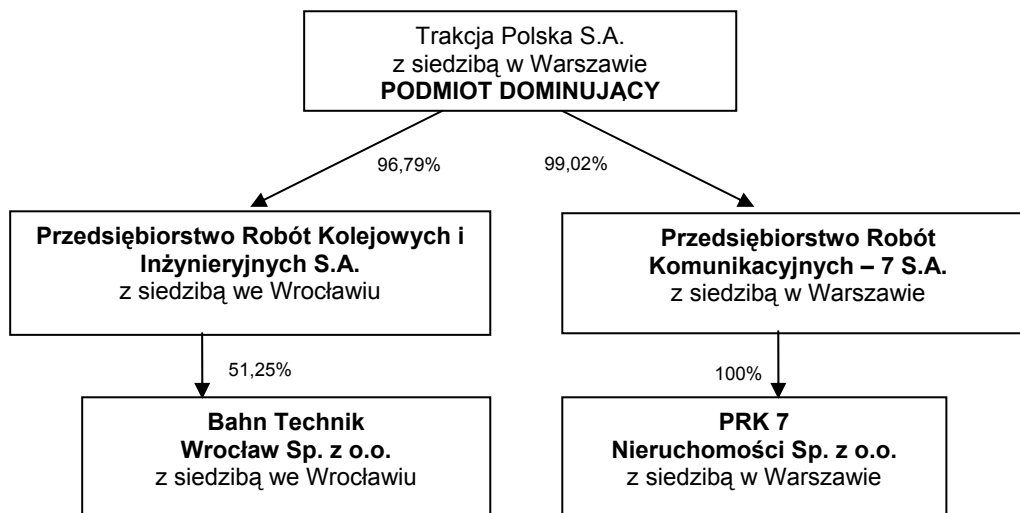 Trakcja Polska S.A.
z siedzibą w Warszawie
PODMIOT DOMINUJĄCY
96,79%
99,02%
Przedsiębiorstwo Robót Kolejowych i
Inżynieryjnych S.A.
z siedzibą we Wrocławiu
Przedsiębiorstwo Robót
Komunikacyjnych – 7 S.A.
z siedzibą w Warszawie
51,25%
100%
Bahn Technik
Wrocław Sp. z o.o.
z siedzibą we Wrocławiu
PRK 7
Nieruchomości Sp. z o.o.
z siedzibą w Warszawie